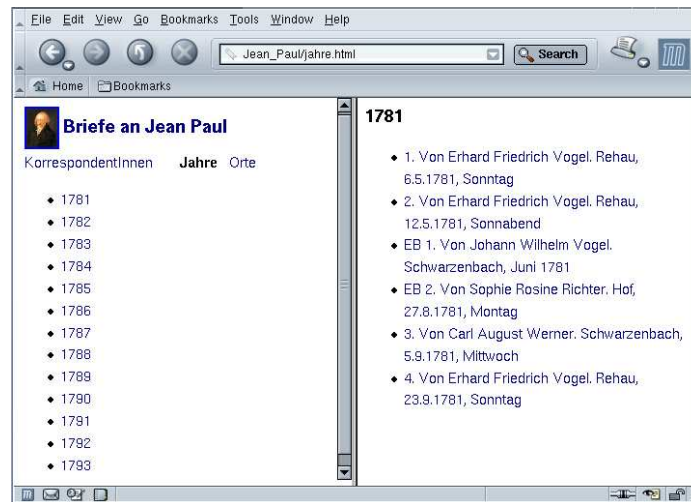 File Edit View Go Bookmarks Tools Window Help
Jean_Paul/jahre.html Search
Home Bookmarks
Briefe an Jean Paul
KorrespondentInnen Jahre Orte
1781
1782
1783
1784
1785
1786
1787
1788
1789
1790
1791
1792
1793
1781
1. Von Erhard Friedrich Vogel. Rehau,
6.5.1781, Sonntag
2. Von Erhard Friedrich Vogel. Rehau,
12.5.1781, Sonnabend
EB 1. Von Johann Wilhelm Vogel.
Schwarzenbach, Juni 1781
EB 2. Von Sophie Rosine Richter. Hof,
27.8.1781, Montag
3. Von Carl August Werner. Schwarzenbach,
5.9.1781, Mittwoch
4. Von Erhard Friedrich Vogel. Rehau,
23.9.1781, Sonntag